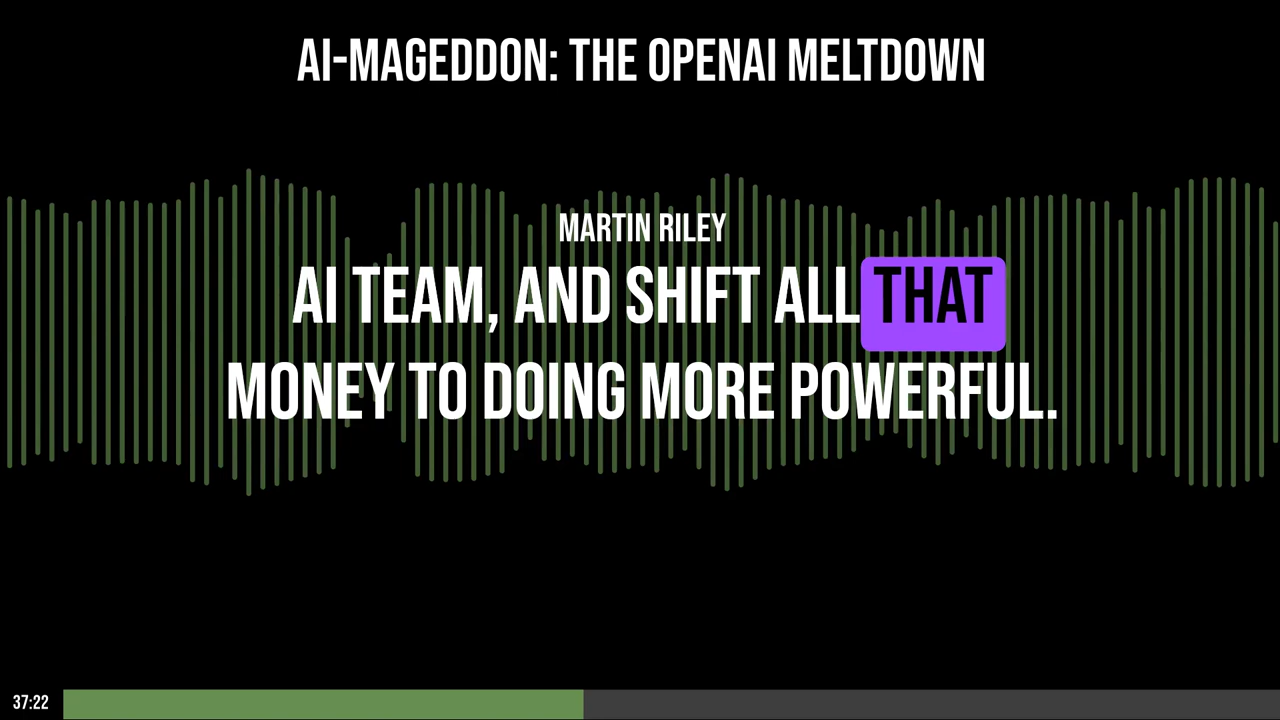 AI-MAGEDDON: THE OPENAI MELTDOWN
MARTIN RILEY
AI TEAM, AND SHIFT ALL THAT
MONEY TO DOING MORE POWERFUL.
37:22